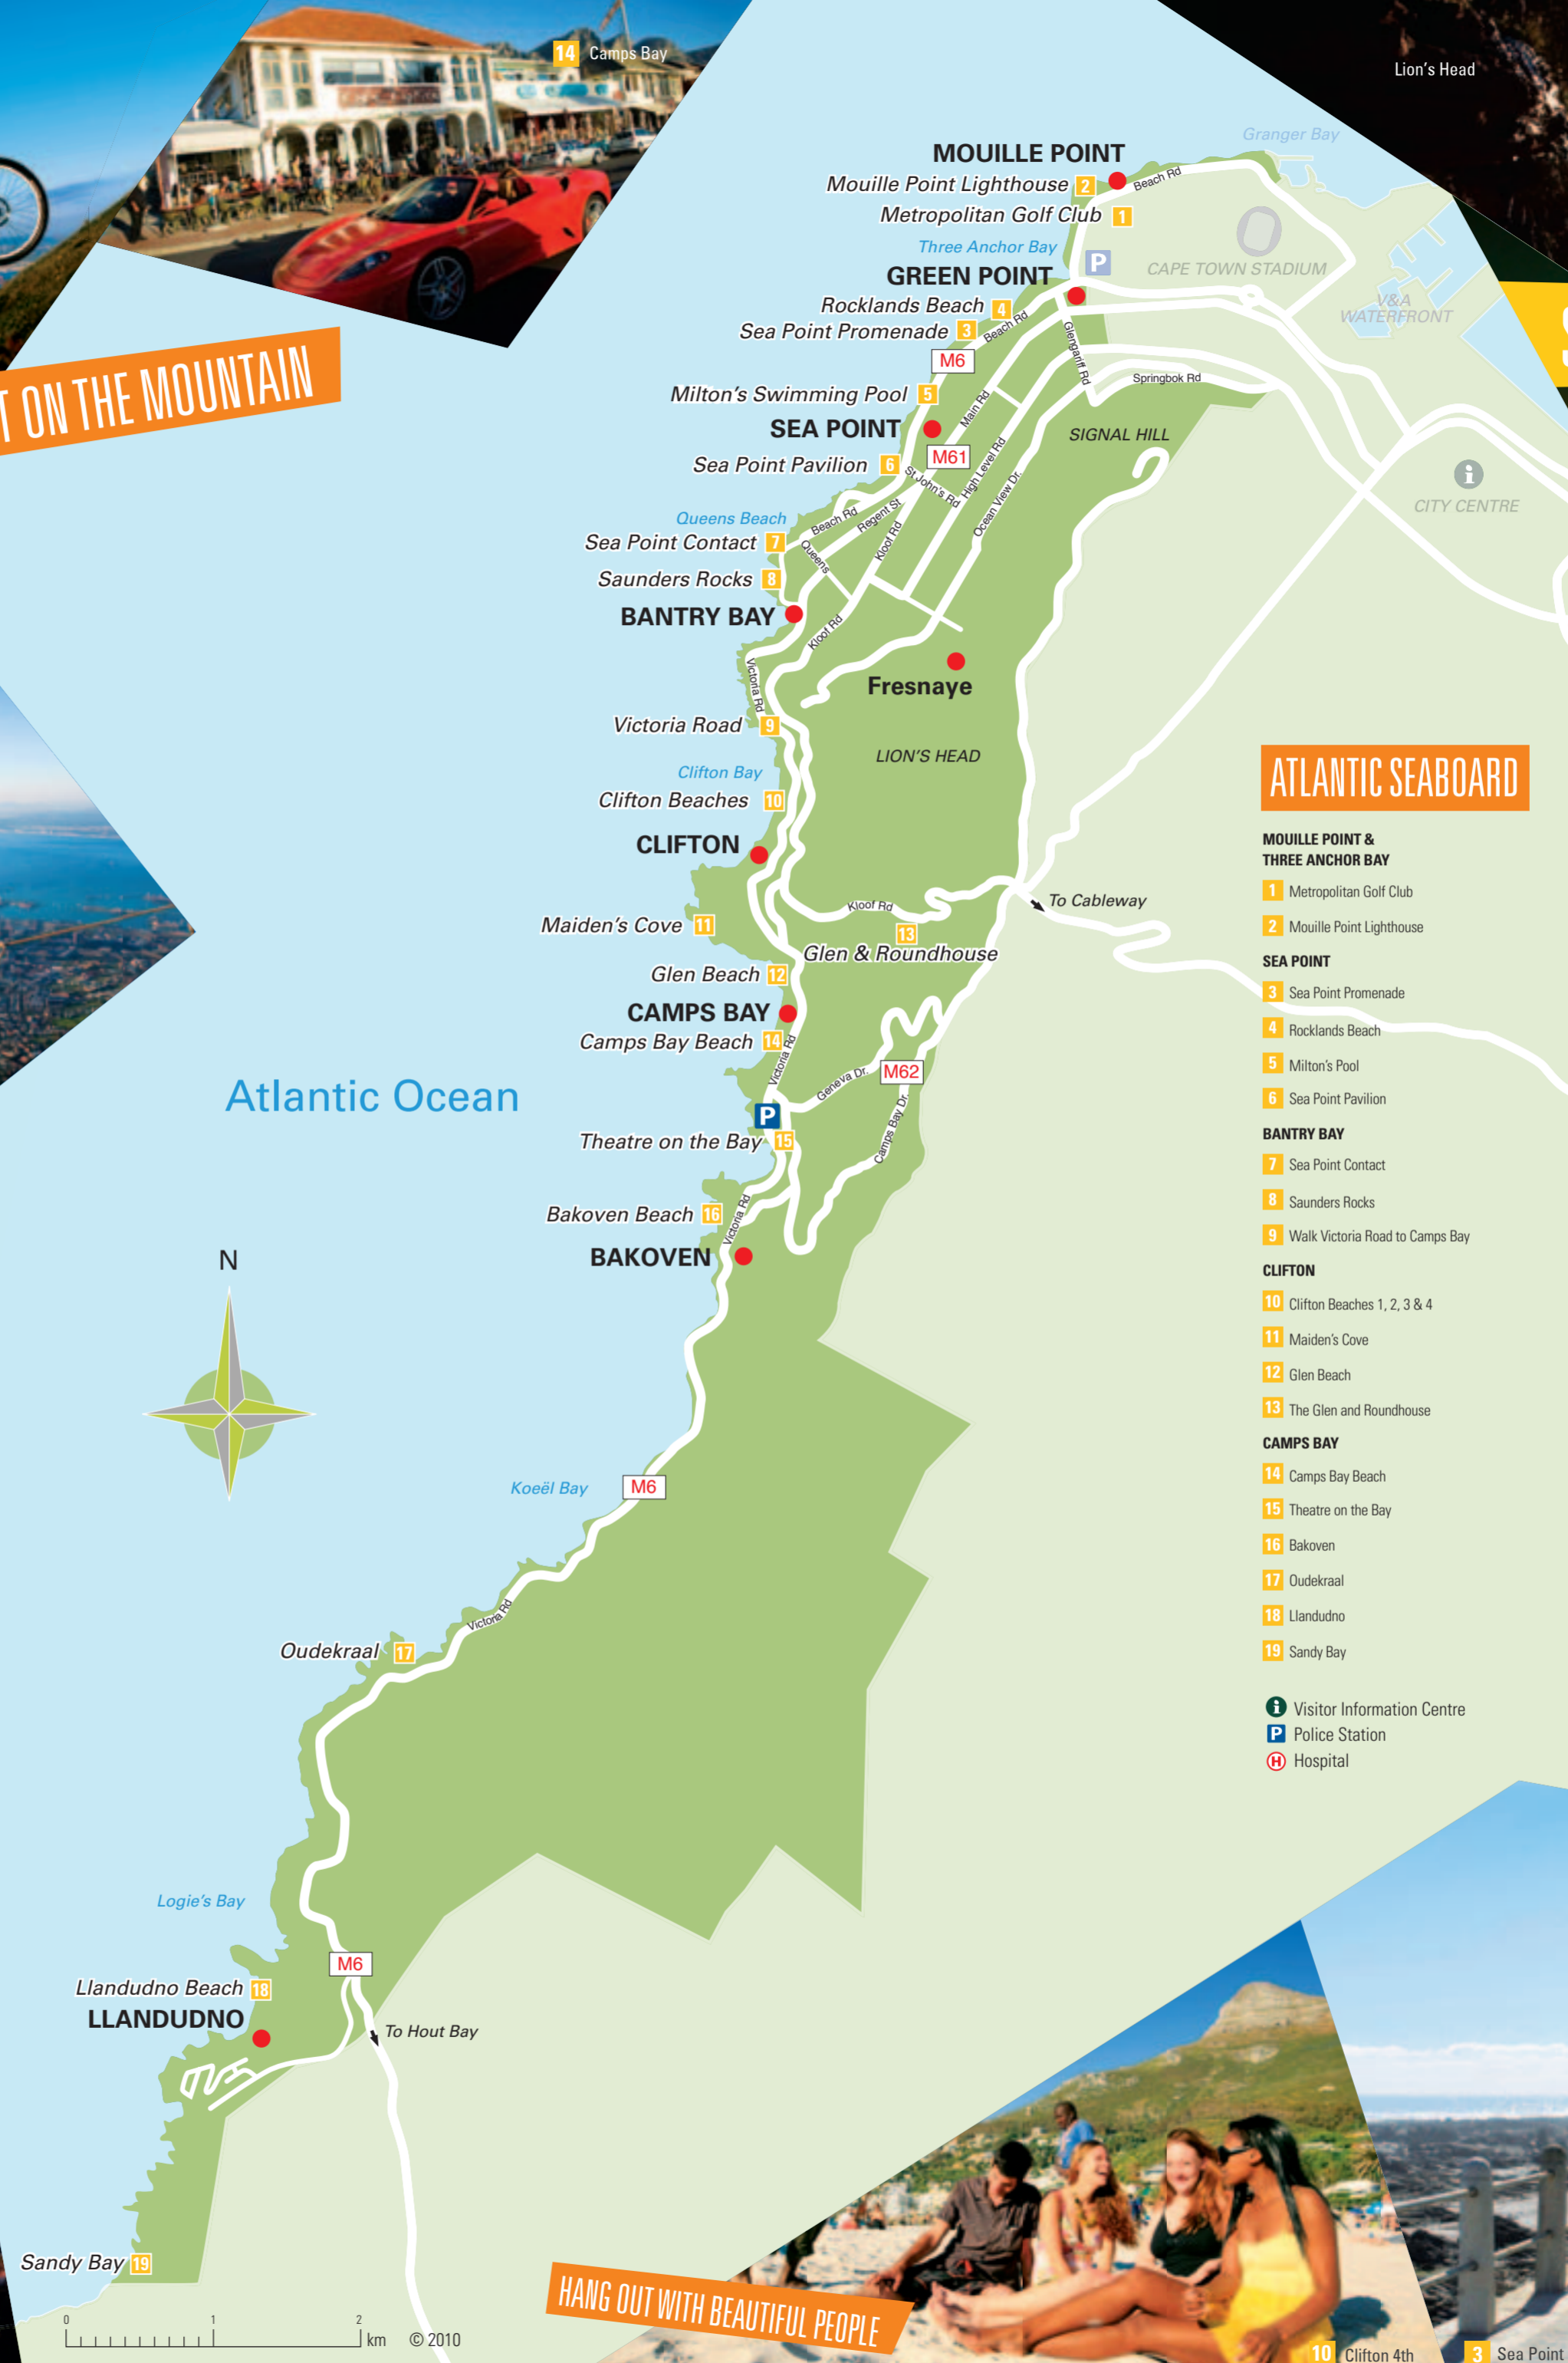 14 Camps Bay
Lion's Head
T ON THE MOUNTAIN
Granger Bay
MOUILLE POINT
Mouille Point Lighthouse 2
Beach Rd
Metropolitan Golf Club 1
Three Anchor Bay
P
CAPE TOWN STADIUM
GREEN POINT
V&A
WATERFRONT
Rocklands Beach 4
Sea Point Promenade 3
Beach Rd
Glengariff Rd
M6
Springbok Rd
Milton's Swimming Pool 5
Main Rd
SEA POINT
SIGNAL HILL
M61
Sea Point Pavilion 6
St John's Rd
High Level Rd
Ocean View Dr.
i
CITY CENTRE
Queens Beach
Beach Rd
Regent St
Kloof Rd
Sea Point Contact 7
Queens
Saunders Rocks 8
BANTRY BAY
Kloof Rd
Victoria Rd
Fresnaye
Victoria Road 9
LION'S HEAD
Clifton Bay
Clifton Beaches 10
CLIFTON
Kloof Rd
To Cableway
Maiden's Cove 11
13
Glen & Roundhouse
Glen Beach 12
CAMPS BAY
Camps Bay Beach 14
Victoria Rd
Geneva Dr.
M62
Camps Bay Dr.
Atlantic Ocean
P
Theatre on the Bay 15
Bakoven Beach 16
Victoria Rd
BAKOVEN
N
Koeël Bay
M6
Victoria Rd
Oudekraal 17
Logie's Bay
M6
Llandudno Beach 18
LLANDUDNO
To Hout Bay
Sandy Bay 19
0 1 2
km © 2010
ATLANTIC SEABOARD
MOUILLE POINT &
THREE ANCHOR BAY
1 Metropolitan Golf Club
2 Mouille Point Lighthouse
SEA POINT
3 Sea Point Promenade
4 Rocklands Beach
5 Milton's Pool
6 Sea Point Pavilion
BANTRY BAY
7 Sea Point Contact
8 Saunders Rocks
9 Walk Victoria Road to Camps Bay
CLIFTON
10 Clifton Beaches 1, 2, 3 & 4
11 Maiden's Cove
12 Glen Beach
13 The Glen and Roundhouse
CAMPS BAY
14 Camps Bay Beach
15 Theatre on the Bay
16 Bakoven
17 Oudekraal
18 Llandudno
19 Sandy Bay
i Visitor Information Centre
P Police Station
H Hospital
HANG OUT WITH BEAUTIFUL PEOPLE
10 Clifton 4th
3 Sea Point